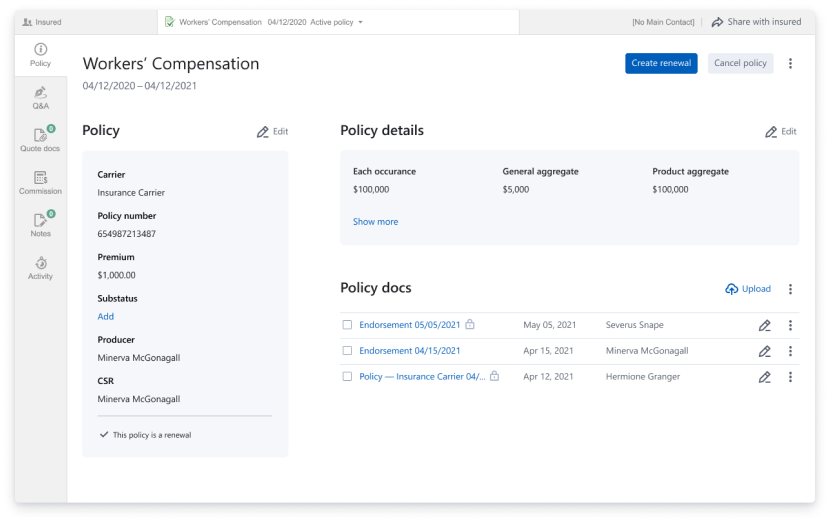 Insured
Workers' Compensation 04/12/2020 Active policy
[No Main Contact]
Share with insured
Policy
Q&A
0
Quote docs
Commission
0
Notes
Activity
Workers' Compensation
04/12/2020 – 04/12/2021
Create renewal
Cancel policy
Policy
Edit
Carrier
Insurance Carrier
Policy number
654987213487
Premium
$1,000.00
Substatus
Add
Producer
Minerva McGonagall
CSR
Minerva McGonagall
This policy is a renewal
Policy details
Edit
Each occurance General aggregate Product aggregate
$100,000 $5,000 $100,000
Show more
Policy docs
Upload
Endorsement 05/05/2021 May 05, 2021 Severus Snape
Endorsement 04/15/2021 Apr 15, 2021 Minerva McGonagall
Policy — Insurance Carrier 04/... Apr 12, 2021 Hermione Granger